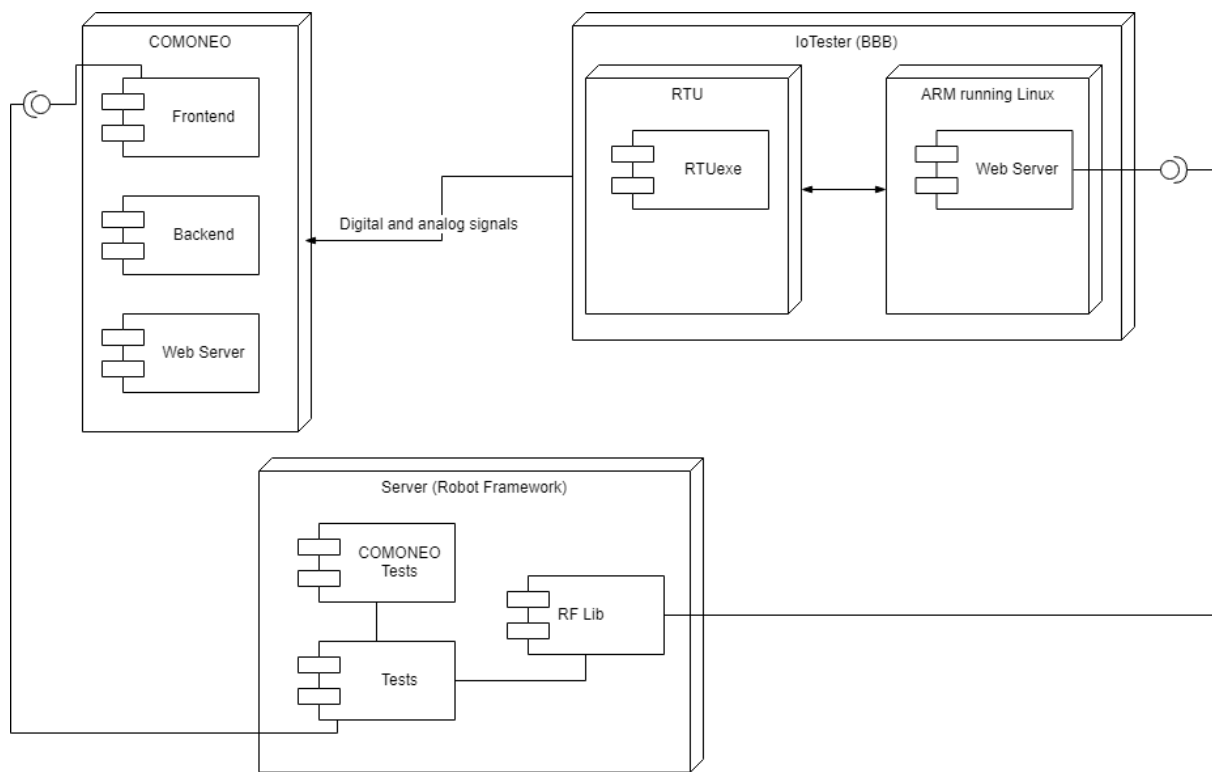 COMONEO
Frontend
Backend
Web Server
Digital and analog signals
IoTester (BBB)
RTU
RTUexe
ARM running Linux
Web Server
Server (Robot Framework)
COMONEO
Tests
Tests
RF Lib